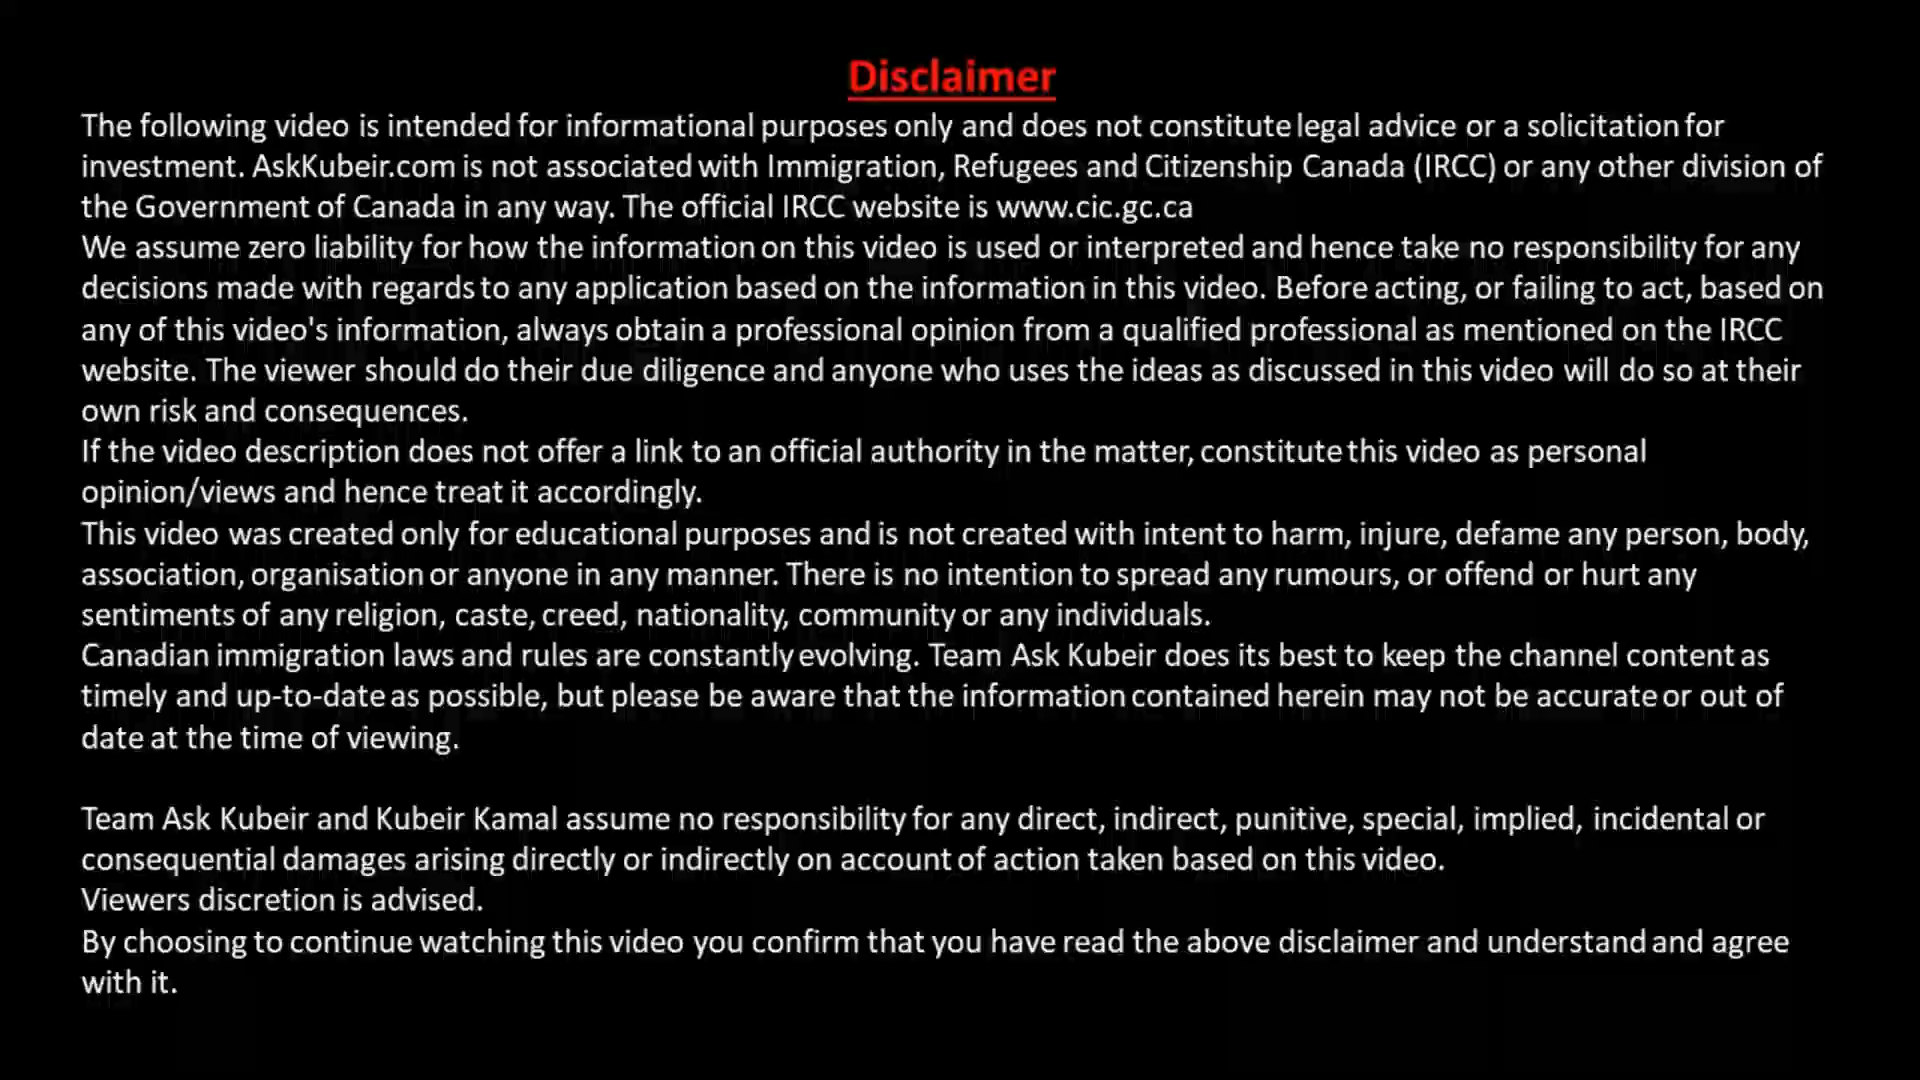 Disclaimer
The following video is intended for informational purposes only and does not constitute legal advice or a solicitation for
investment. AskKubeir.com is not associated with Immigration, Refugees and Citizenship Canada (IRCC) or any other division of
the Government of Canada in any way. The official IRCC website is www.cic.gc.ca
We assume zero liability for how the information on this video is used or interpreted and hence take no responsibility for any
decisions made with regards to any application based on the information in this video. Before acting, or failing to act, based on
any of this video's information, always obtain a professional opinion from a qualified professional as mentioned on the IRCC
website. The viewer should do their due diligence and anyone who uses the ideas as discussed in this video will do so at their
own risk and consequences.
If the video description does not offer a link to an official authority in the matter, constitute this video as personal
opinion/views and hence treat it accordingly.
This video was created only for educational purposes and is not created with intent to harm, injure, defame any person, body,
association, organisation or anyone in any manner. There is no intention to spread any rumours, or offend or hurt any
sentiments of any religion, caste, creed, nationality, community or any individuals.
Canadian immigration laws and rules are constantly evolving. Team Ask Kubeir does its best to keep the channel content as
timely and up-to-date as possible, but please be aware that the information contained herein may not be accurate or out of
date at the time of viewing.
Team Ask Kubeir and Kubeir Kamal assume no responsibility for any direct, indirect, punitive, special, implied, incidental or
consequential damages arising directly or indirectly on account of action taken based on this video.
Viewers discretion is advised.
By choosing to continue watching this video you confirm that you have read the above disclaimer and understand and agree
with it.